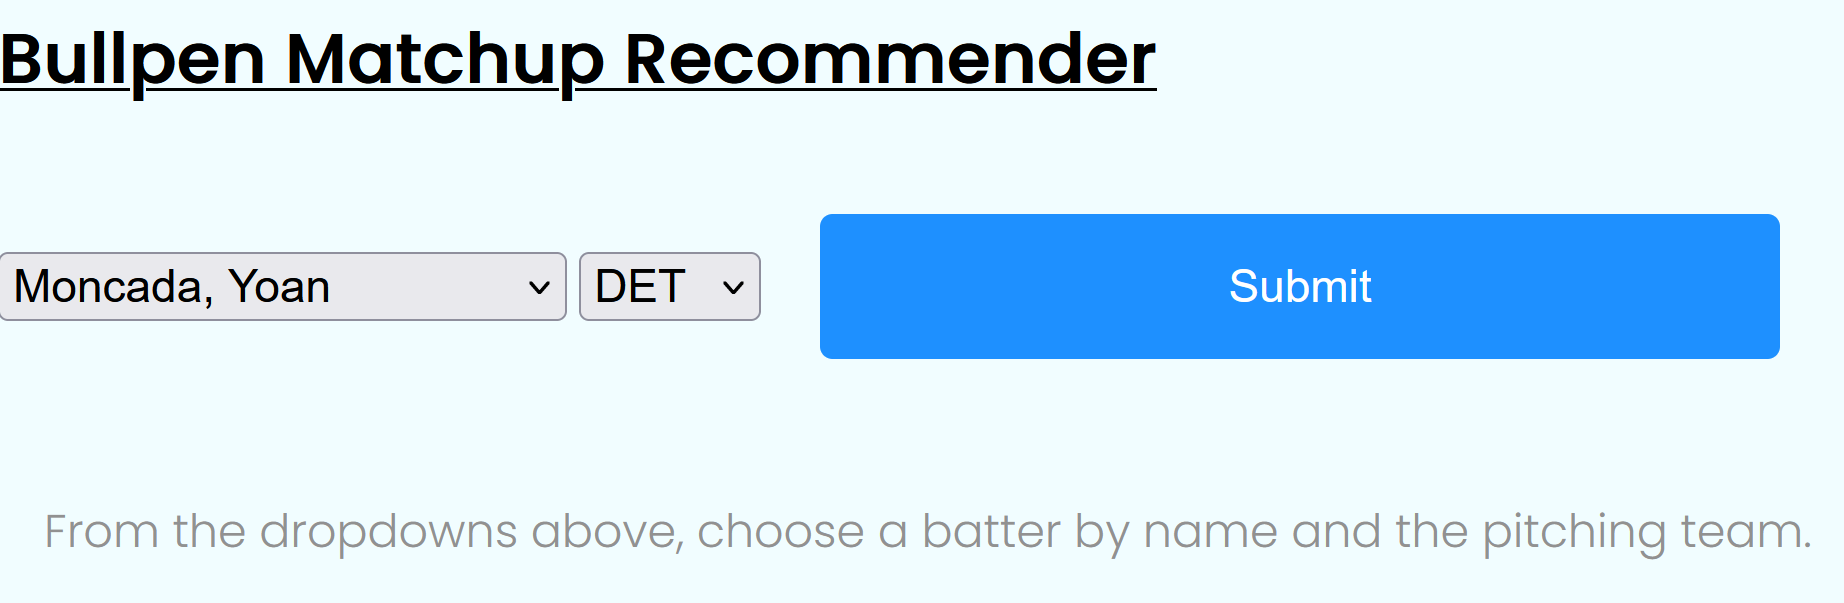 Bullpen Matchup Recommender
Moncada, Yoan DET Submit
From the dropdowns above, choose a batter by name and the pitching team.